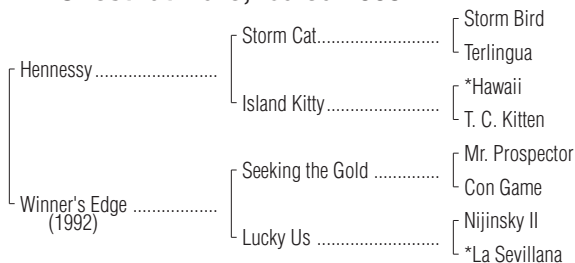 Storm Bird
Storm Cat
Terlingua
Hennessy
*Hawaii
Island Kitty
T. C. Kitten
Mr. Prospector
Seeking the Gold
Con Game
Winner's Edge
(1992)
Nijinsky II
Lucky Us
*La Sevillana